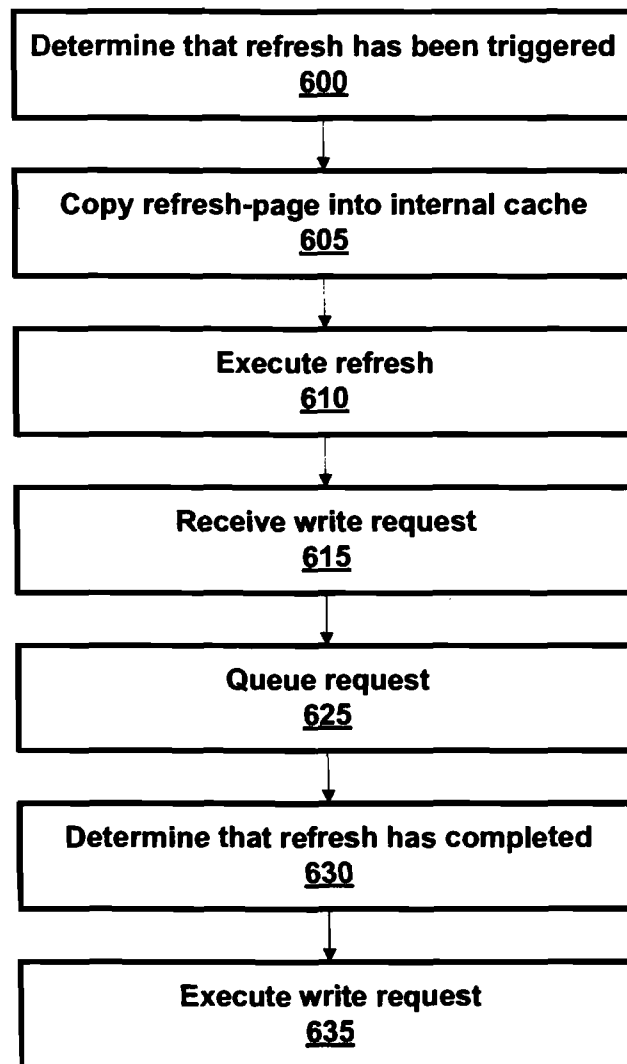 Determine that refresh has been triggered
600
Copy refresh-page into internal cache
605
Execute refresh
610
Receive write request
615
Queue request
625
Determine that refresh has completed
630
Execute write request
635